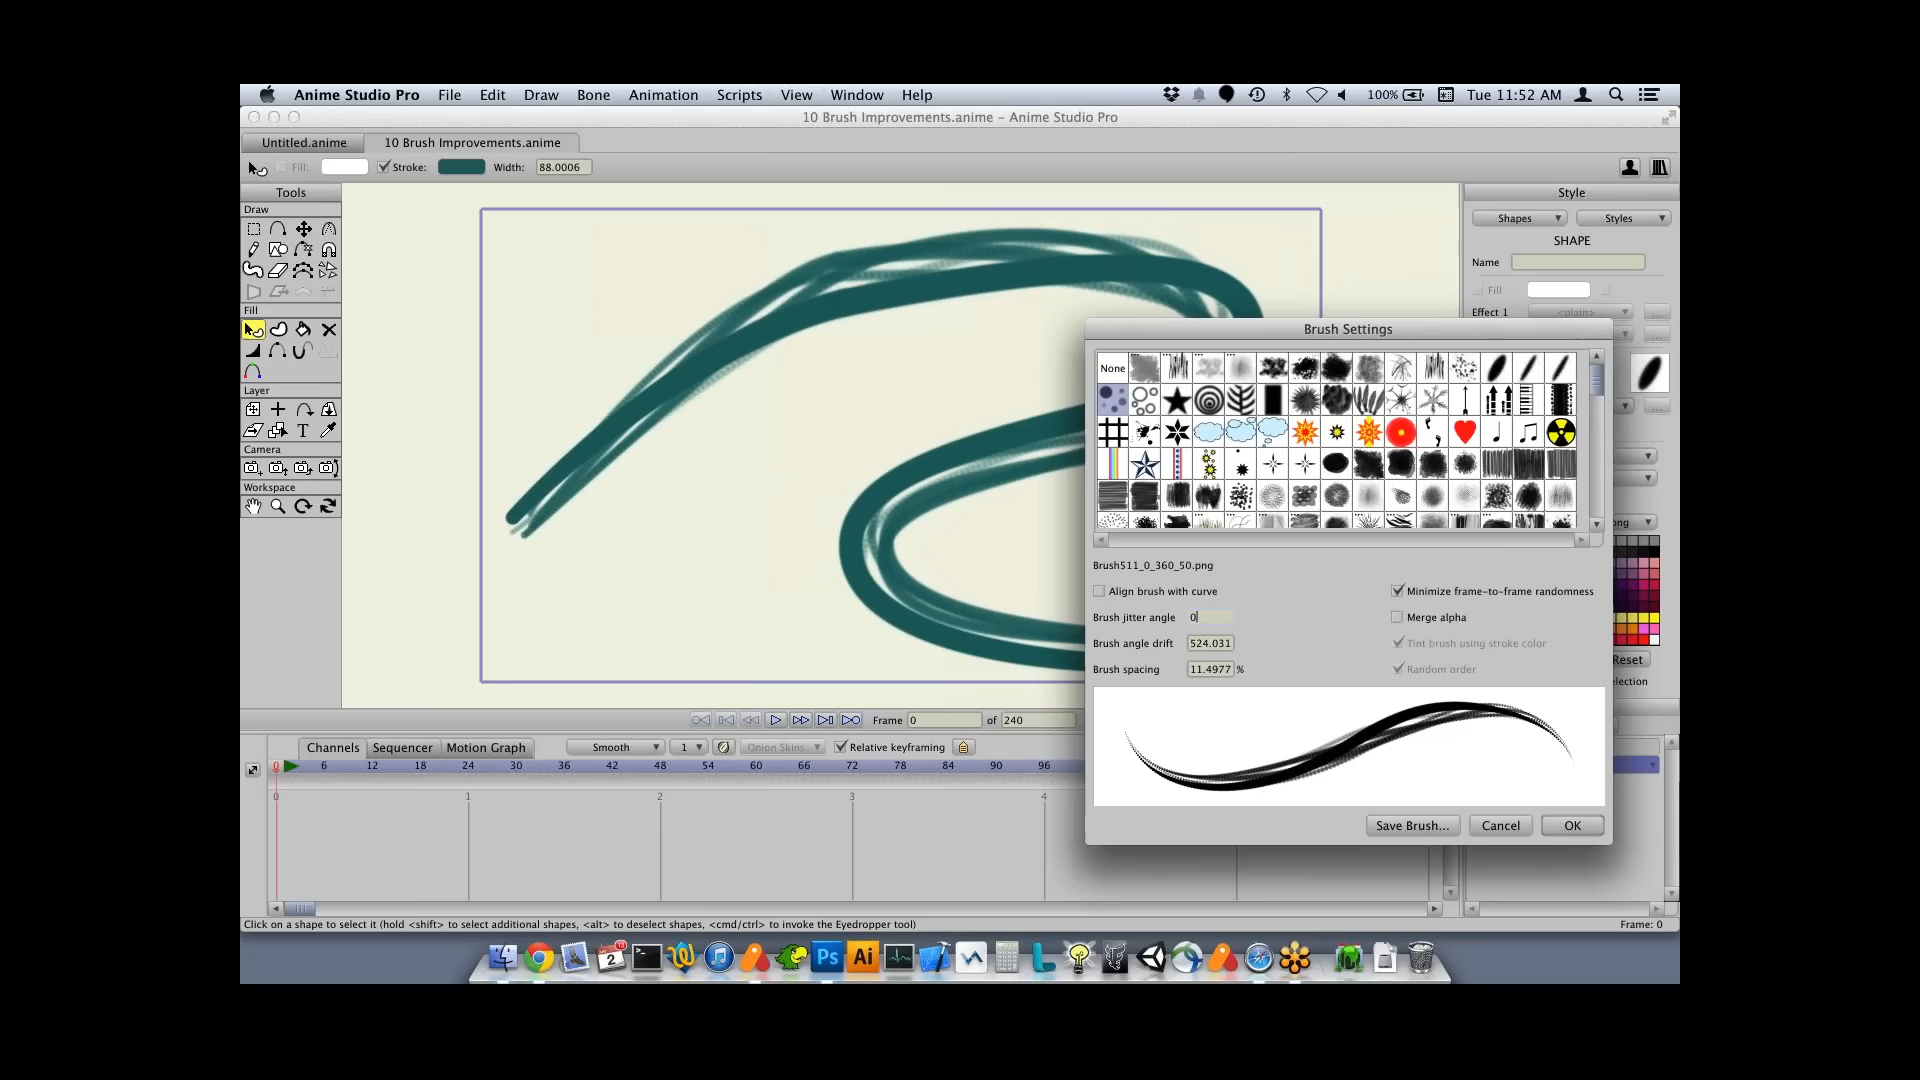 Anime Studio Pro File Edit Draw Bone Animation Scripts View Window Help 100% Tue 11:52 AM
10 Brush Improvements.anime - Anime Studio Pro
Untitled.anime 10 Brush Improvements.anime
Fill: Stroke: Width: 88.0006
Tools
Draw
Fill
Layer
T
Camera
Workspace
Style
Shapes Styles
SHAPE
Name
Fill
Effect 1 <plain>
Brush Settings
None
Brush511_0_360_50.png
Align brush with curve
Minimize frame-to-frame randomness
Brush jitter angle 0
Merge alpha
Brush angle drift 524.031
Tint brush using stroke color
Brush spacing 11.4977 %
Random order
Save Brush... Cancel OK
ong
Reset
election
Frame 0 of 240
Channels Sequencer Motion Graph Smooth 1 Onion Skins Relative keyframing
0 6 12 18 24 30 36 42 48 54 60 66 72 78 84 90 96
0 1 2 3 4
Click on a shape to select it (hold <shift> to select additional shapes, <alt> to deselect shapes, <cmd/ctrl> to invoke the Eyedropper tool)
Frame: 0
2 Ps Ai